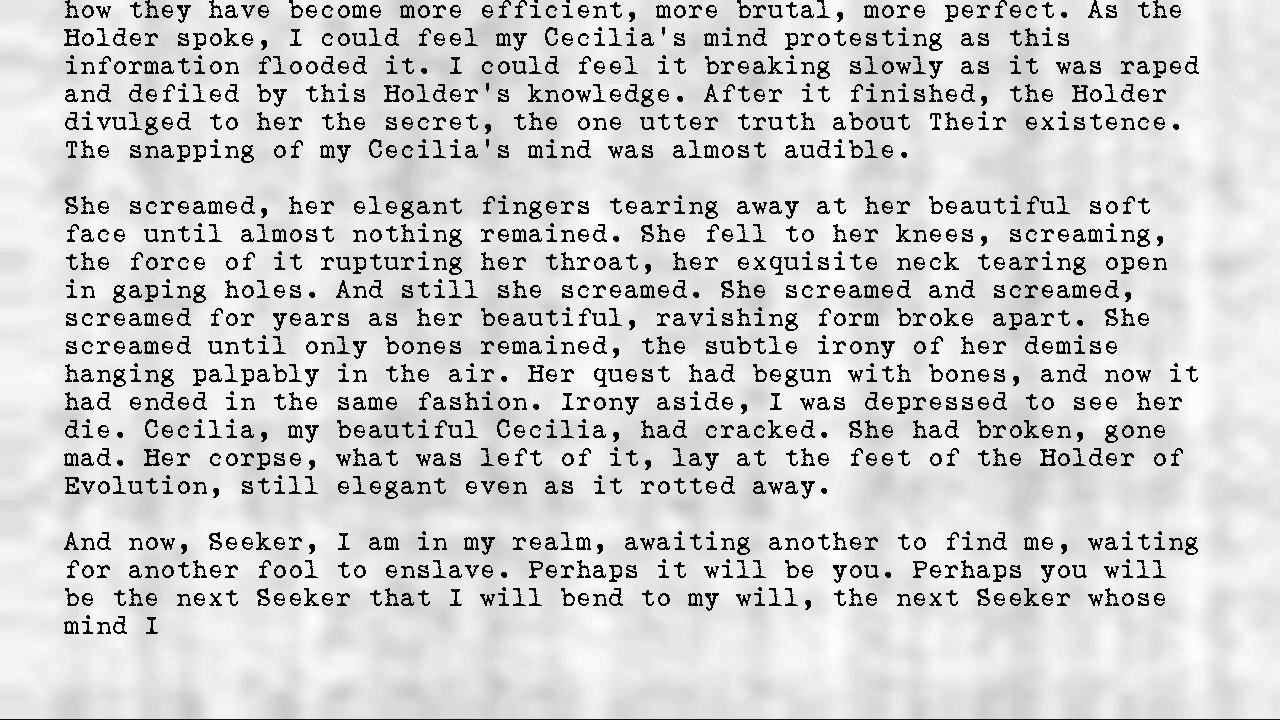 how they have become more efficient, more brutal, more perfect. As the
Holder spoke, I could feel my Cecilia's mind protesting as this
information flooded it. I could feel it breaking slowly as it was raped
and defiled by this Holder's knowledge. After it finished, the Holder
divulged to her the secret, the one utter truth about Their existence.
The snapping of my Cecilia's mind was almost audible.
She screamed, her elegant fingers tearing away at her beautiful soft
face until almost nothing remained. She fell to her knees, screaming,
the force of it rupturing her throat, her exquisite neck tearing open
in gaping holes. And still she screamed. She screamed and screamed,
screamed for years as her beautiful, ravishing form broke apart. She
screamed until only bones remained, the subtle irony of her demise
hanging palpably in the air. Her quest had begun with bones, and now it
had ended in the same fashion. Irony aside, I was depressed to see her
die. Cecilia, my beautiful Cecilia, had cracked. She had broken, gone
mad. Her corpse, what was left of it, lay at the feet of the Holder of
Evolution, still elegant even as it rotted away.
And now, Seeker, I am in my realm, awaiting another to find me, waiting
for another fool to enslave. Perhaps it will be you. Perhaps you will
be the next Seeker that I will bend to my will, the next Seeker whose
mind I